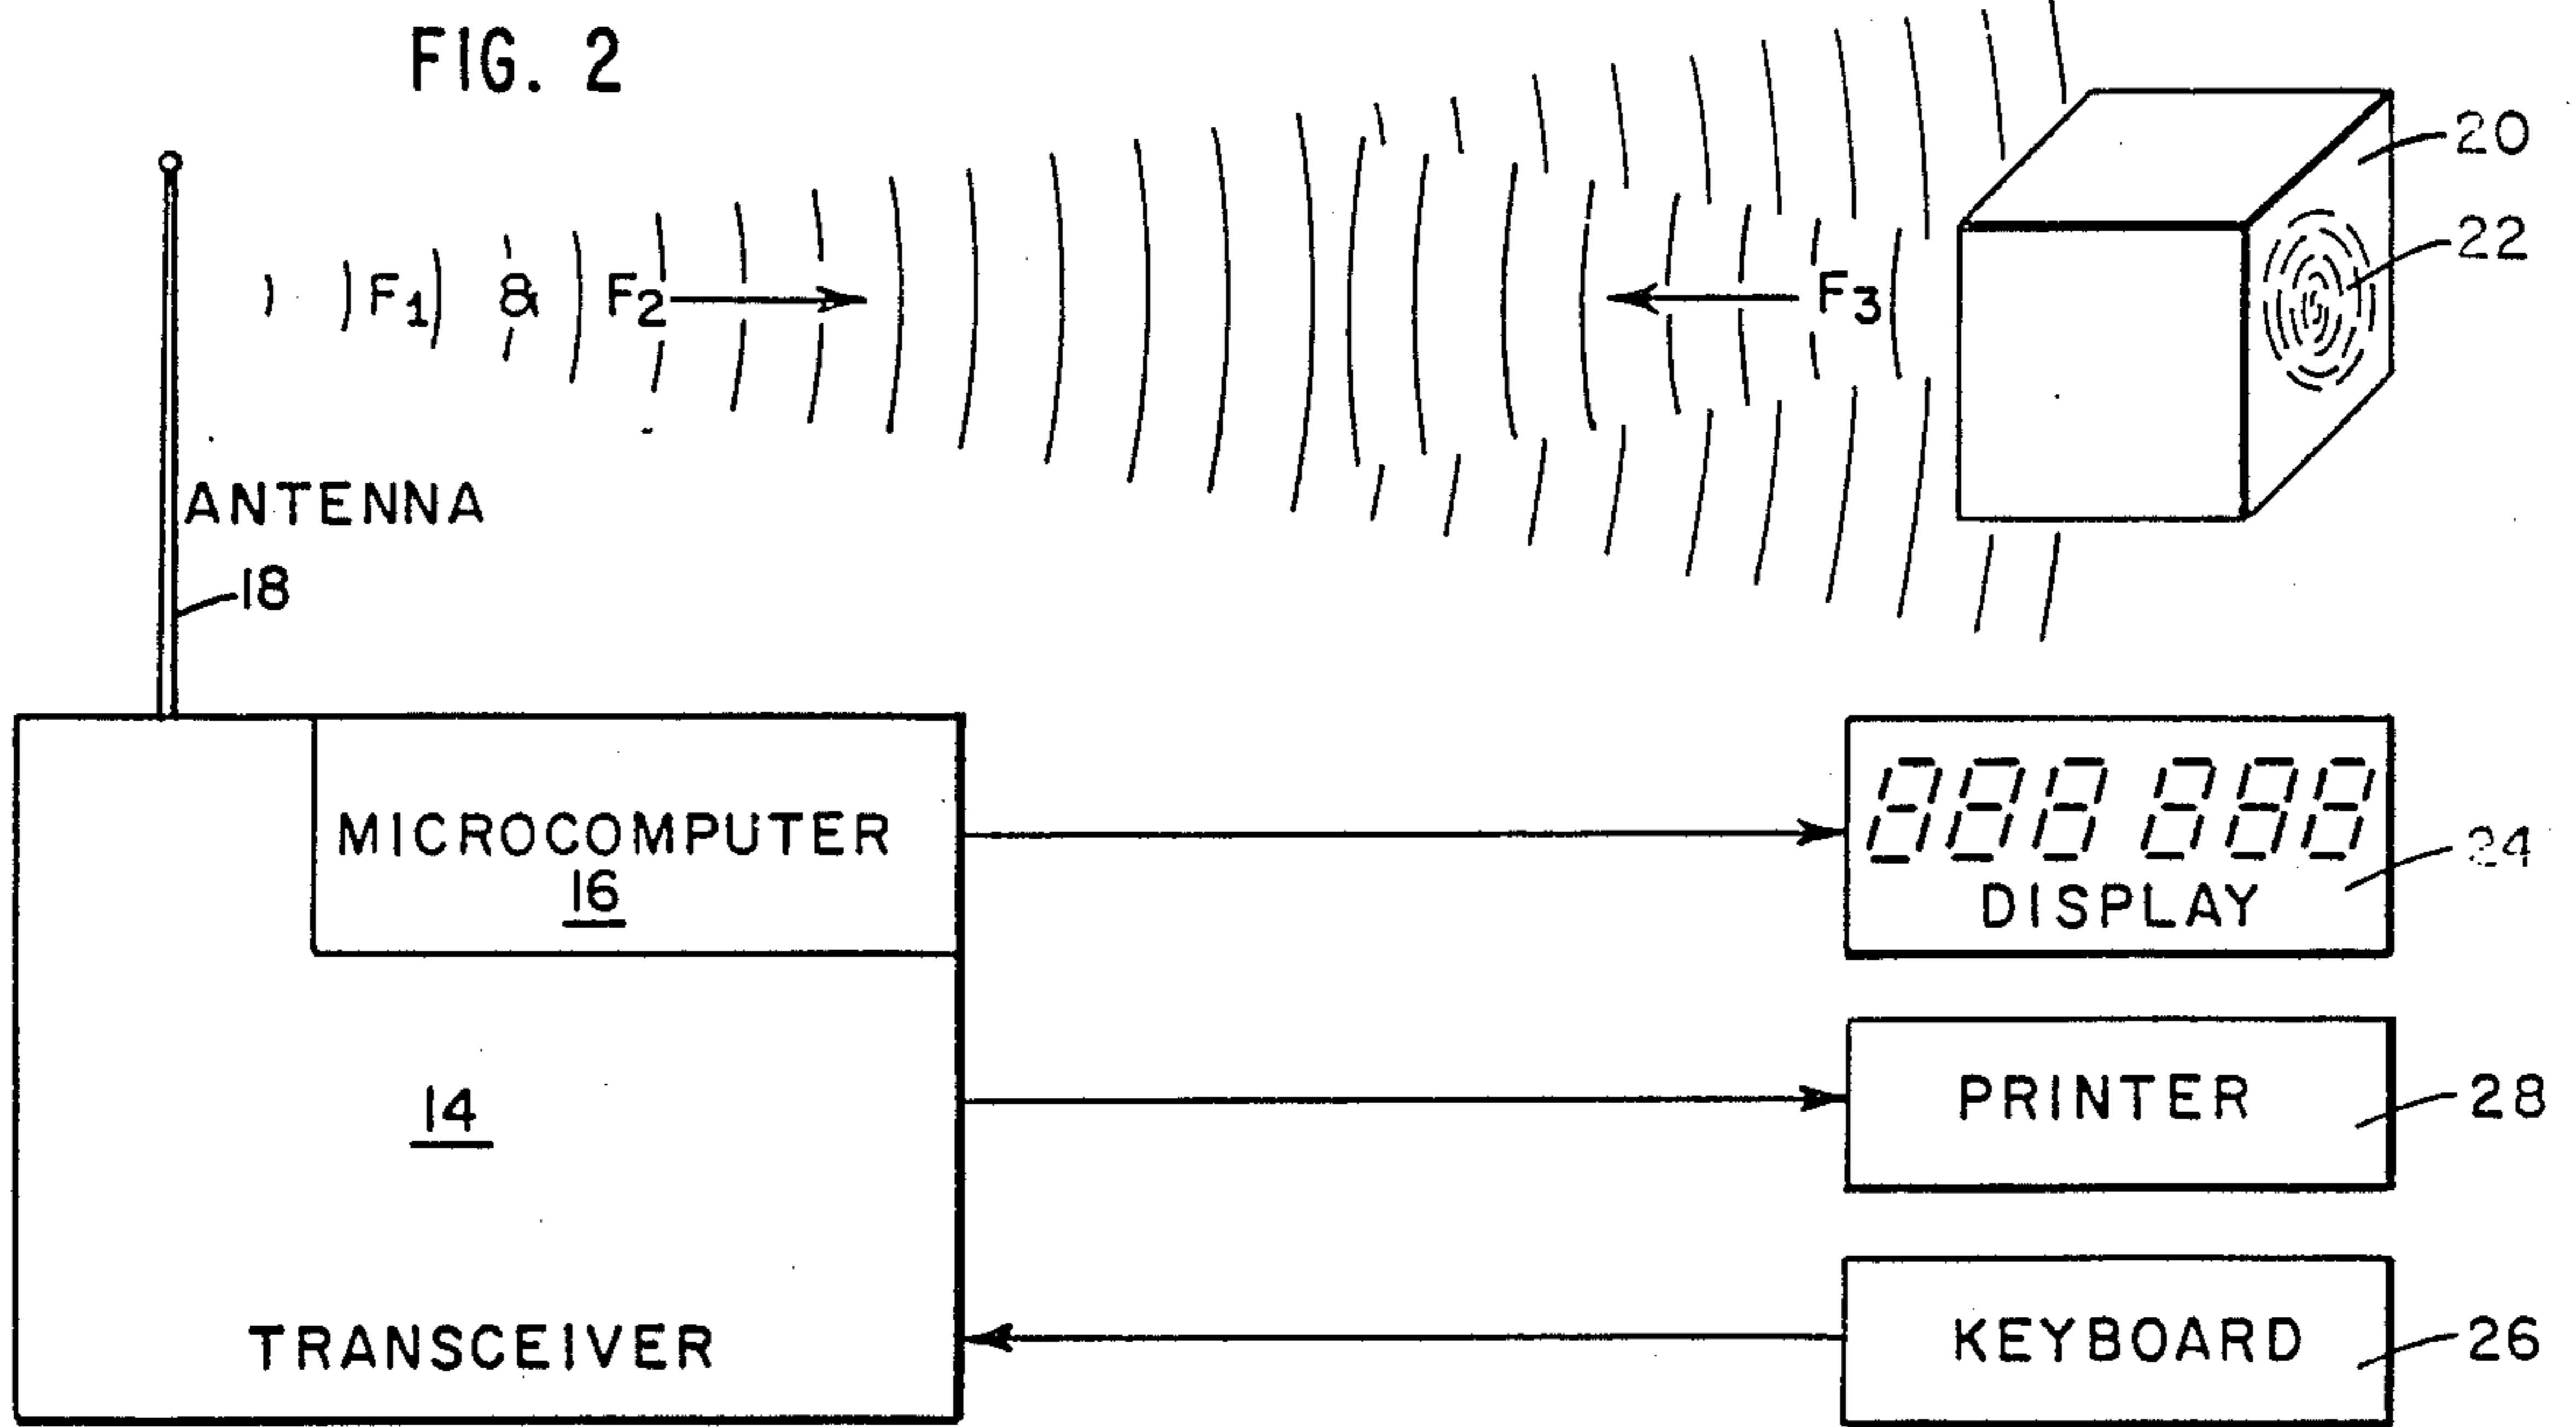 FIG. 2
20
22
F1 & F2
F3
ANTENNA
18
MICROCOMPUTER
16
888 888
DISPLAY
24
14
PRINTER
28
TRANSCEIVER
KEYBOARD
26